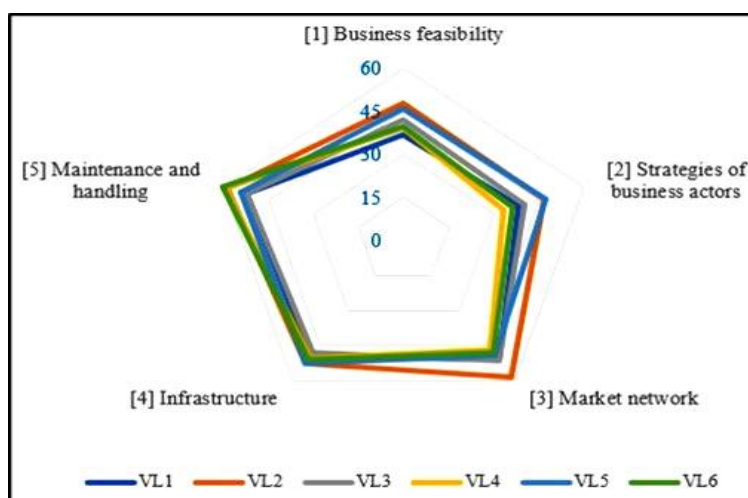 [1] Business feasibility
60
45
30
15
0
[5] Maintenance and
handling
[2] Strategies of
business actors
[4] Infrastructure
[3] Market network
VL1 VL2 VL3 VL4 VL5 VL6